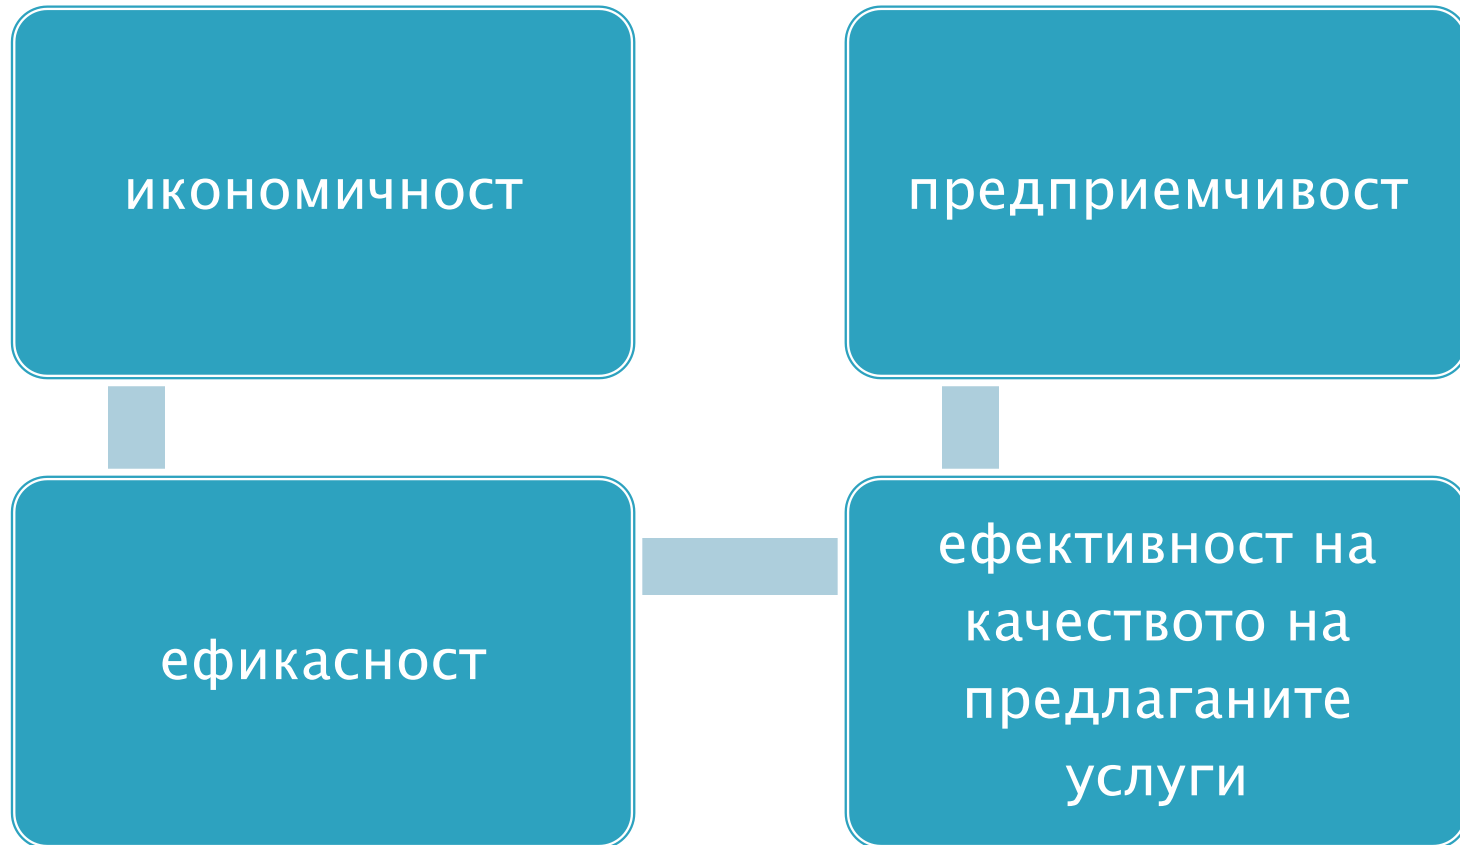 икономичност
предприемчивост
ефикасност
ефективност на
качеството на
предлаганите
услуги